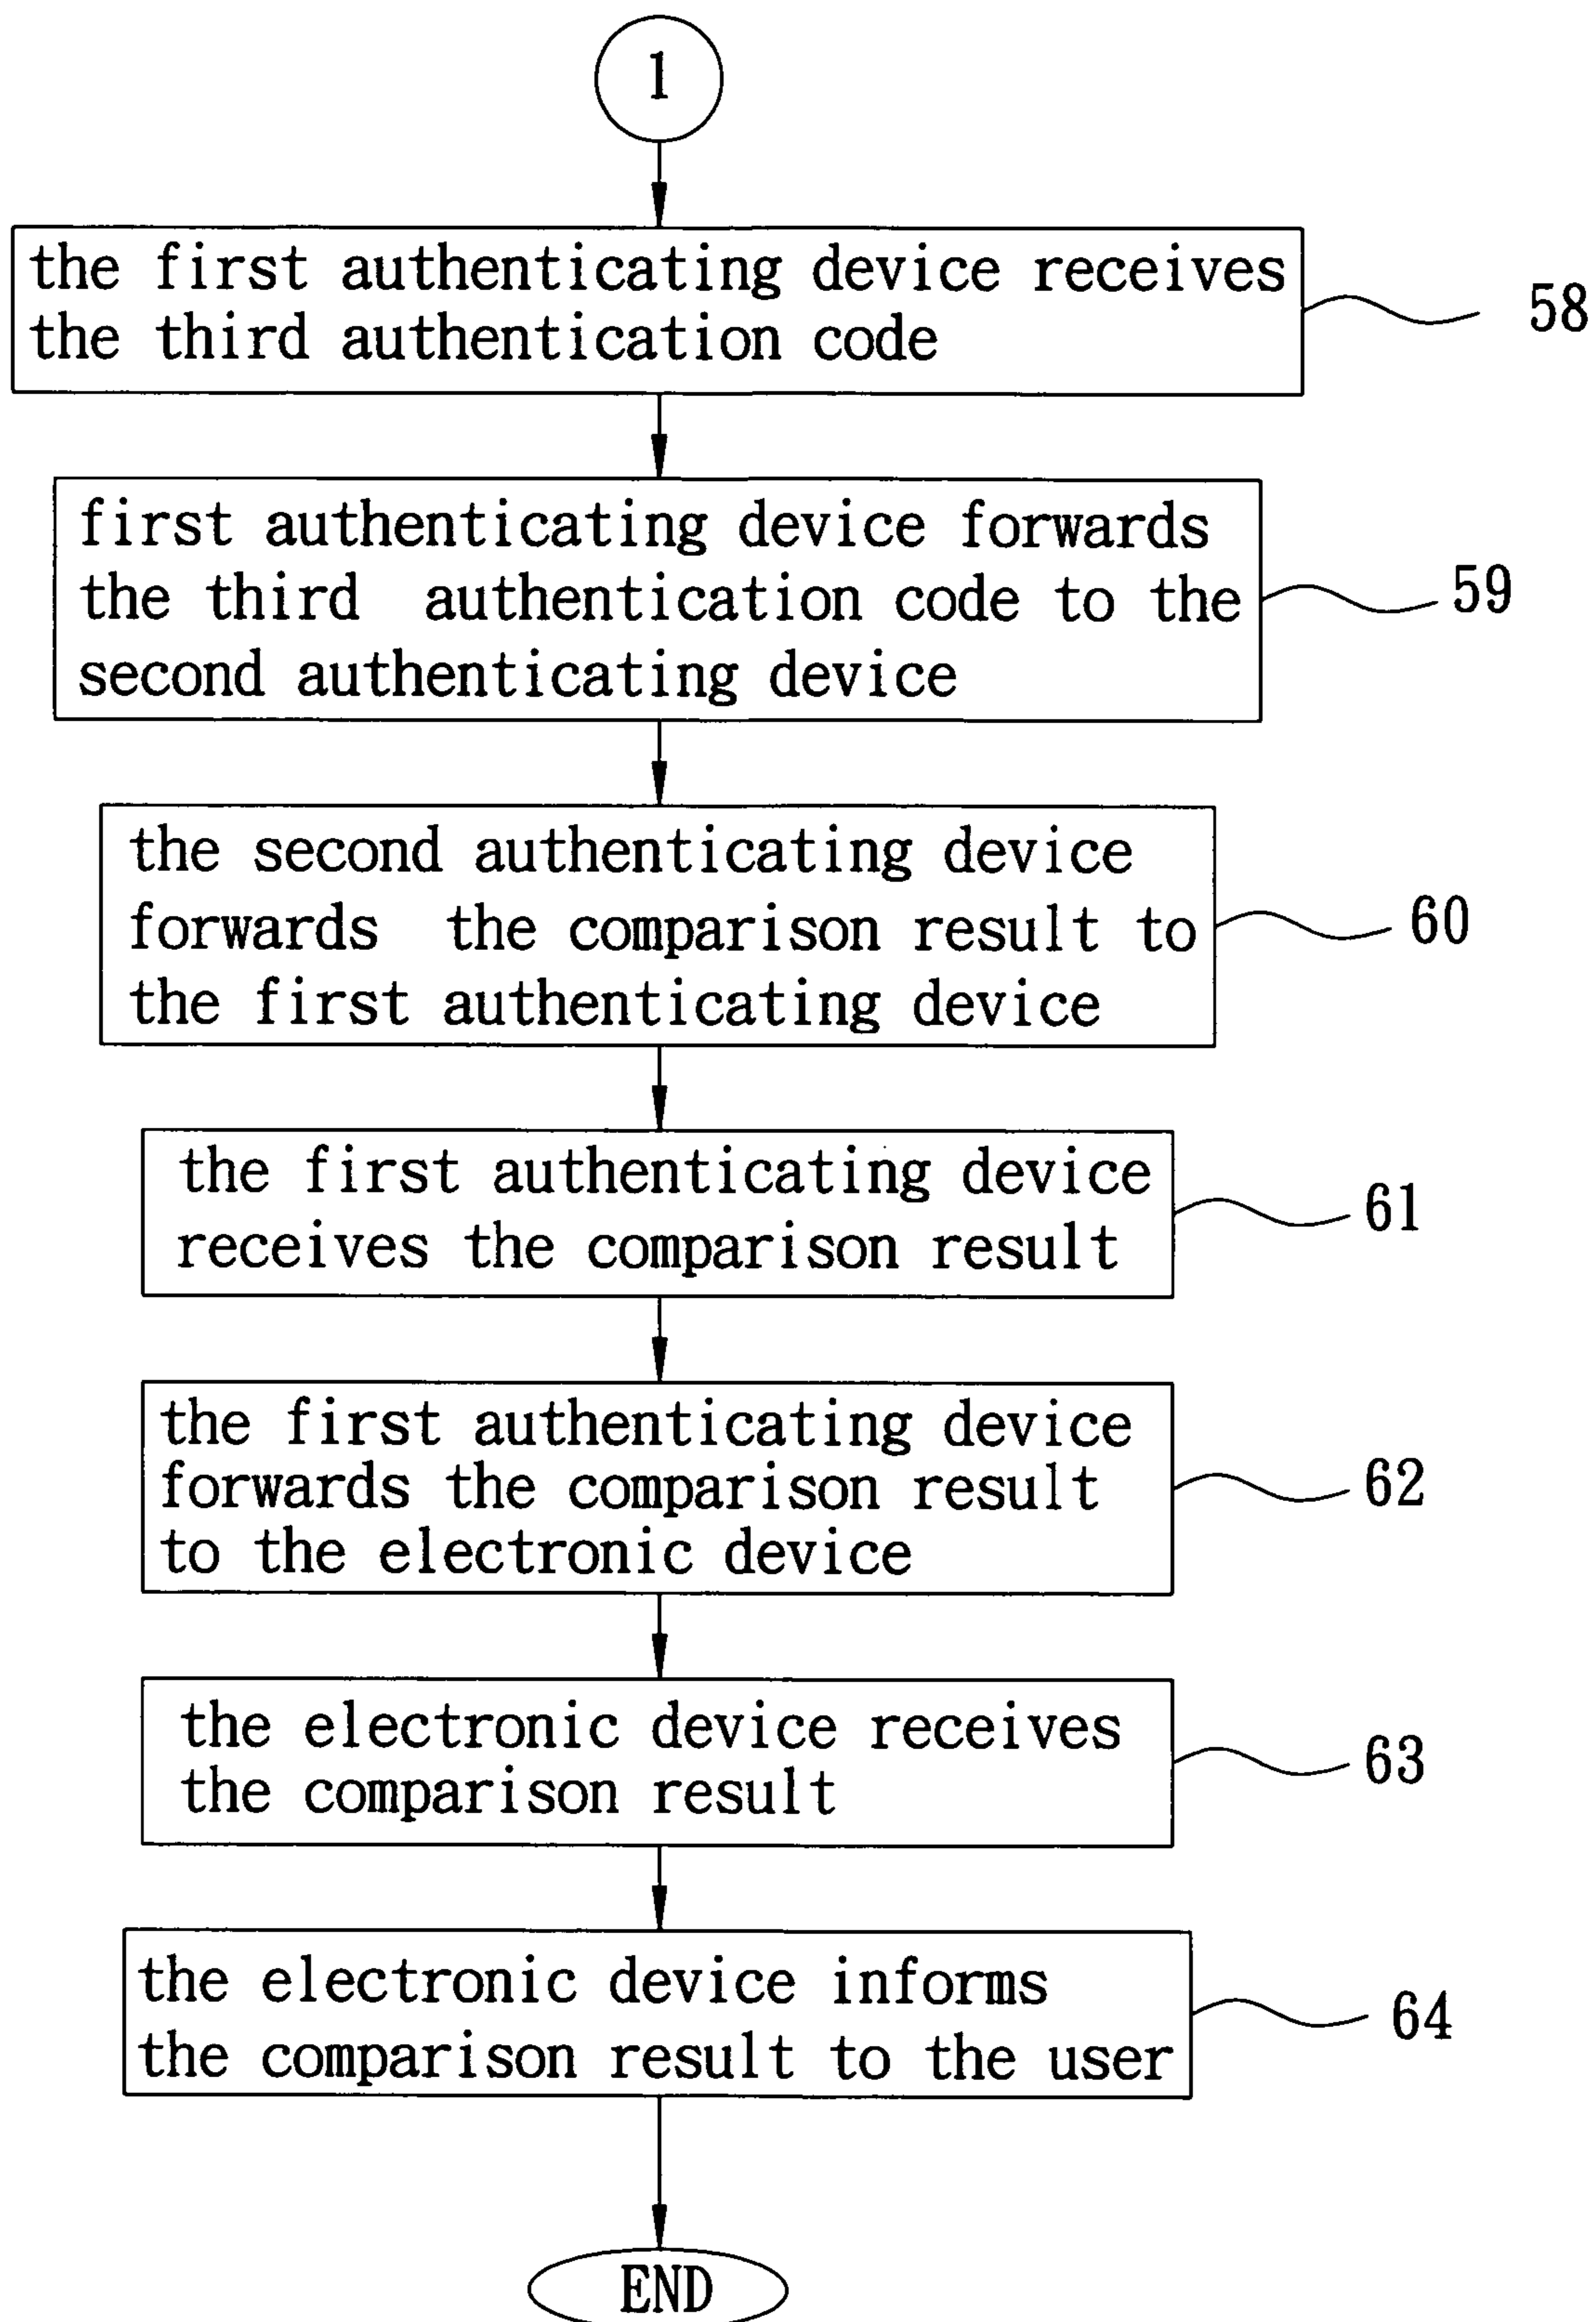 1
the first authenticating device receives
the third authentication code
58
first authenticating device forwards
the third authentication code to the
second authenticating device
59
the second authenticating device
forwards the comparison result to
the first authenticating device
60
the first authenticating device
receives the comparison result
61
the first authenticating device
forwards the comparison result
to the electronic device
62
the electronic device receives
the comparison result
63
the electronic device informs
the comparison result to the user
64
END